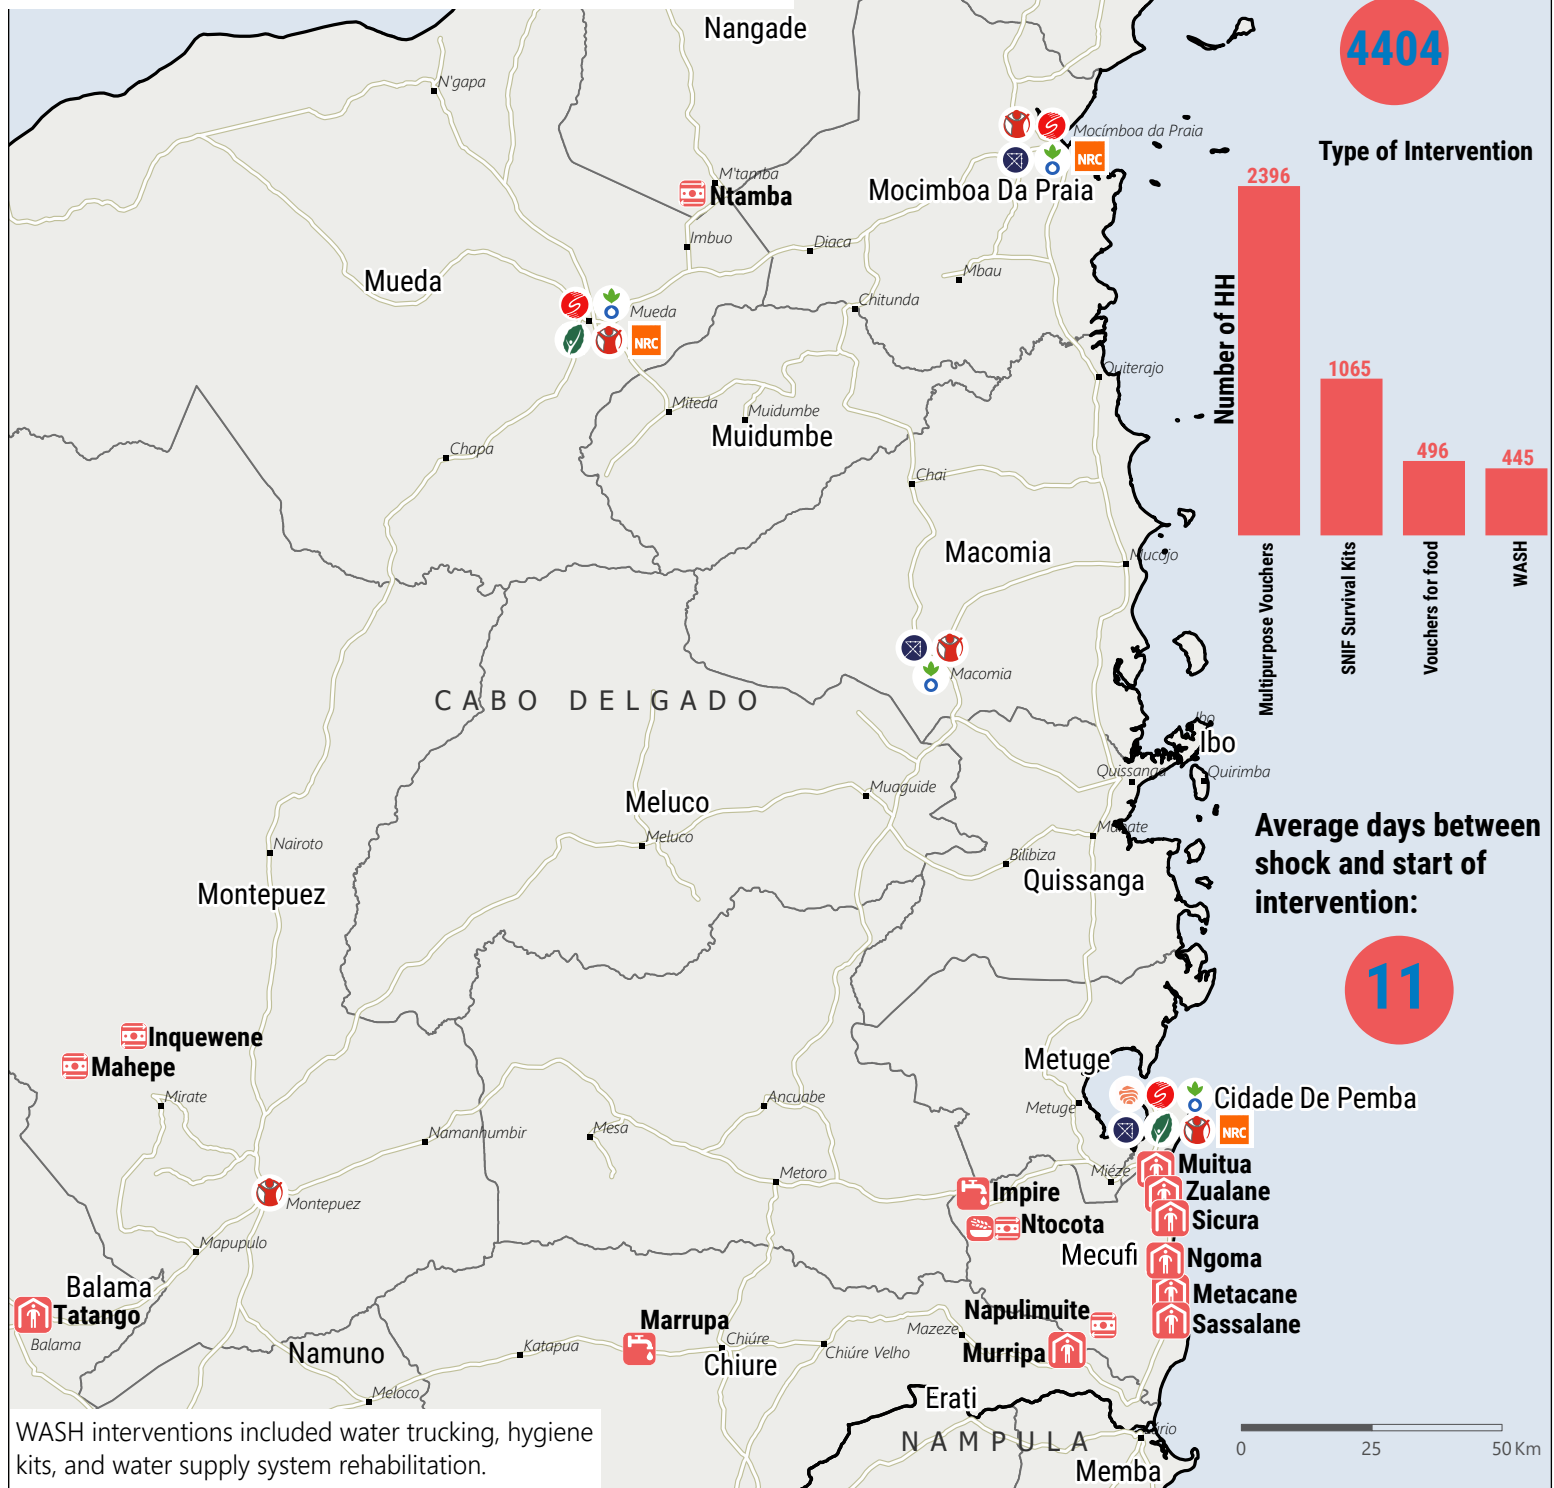 Nangade
4404
N'gapa
Mocímboa da Praia
NRC
Type of Intervention
2396
M'tamba
Ntamba
Mocimboa Da Praia
Imbuo
Diaca
Mbau
Mueda
Chitunda
Mueda
NRC
Number of HH
Quiterajo
1065
Miteda
Muidumbe
Muidumbe
Chapa
496
445
Chai
Macomia
Mucojo
Multipurpose Vouchers
SNIF Survival Kits
Vouchers for food
WASH
Macomia
CABO DELGADO
Ibo
Ibo
Quissanga
Quirimba
Muaguide
Meluco
Meluco
Mahate
Average days between
shock and start of
intervention:
Nairoto
Bilibiza
Quissanga
Montepuez
11
Inquewene
Mahepe
Metuge
Mirate
Ancuabe
Metuge
Cidade De Pemba
NRC
Namanhumbir
Mesa
Metoro
Miéze
Muitua
Zualane
Impire
Sicura
Montepuez
Ntocota
Mapupulo
Mecufi
Ngoma
Balama
Metacane
Tatango
Napulimuite
Sassalane
Marrupa
Mazeze
Balama
Namuno
Katapua
Chiúre
Chiúre Velho
Murripa
Chiure
Meloco
Erati
WASH interventions included water trucking, hygiene
kits, and water supply system rehabilitation.
NAMPULA
Lúrio
Memba
0
25
50 Km